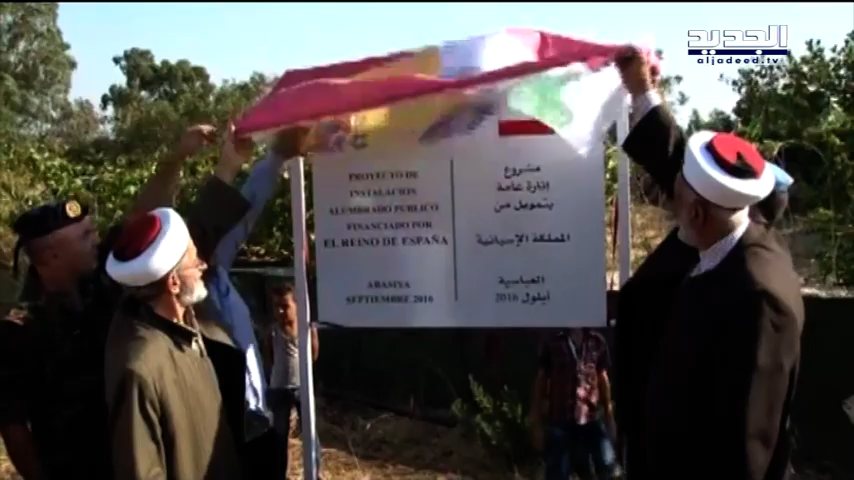 الجديد
aljadeed.tv
PROYECTO DE
INSTALACION
ALUMBRADO PUBLICO
FINANCIADO POR
EL REINO DE ESPAÑA
ABASIYA
SEPTIEMBRE 2016
مشروع
إنارة عامة
بتمويل من
المملكة الإسبانية
العباسية
أيلول 2016